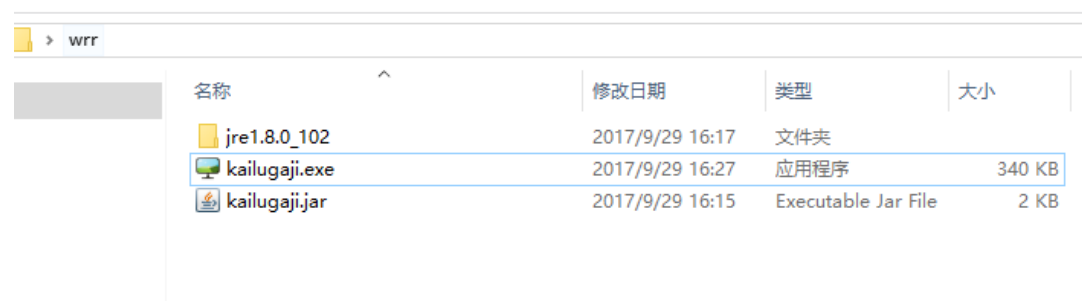 > wrr
名称 修改日期 类型 大小
jre1.8.0_102 2017/9/29 16:17 文件夹
kailugaji.exe 2017/9/29 16:27 应用程序 340 KB
kailugaji.jar 2017/9/29 16:15 Executable Jar File 2 KB